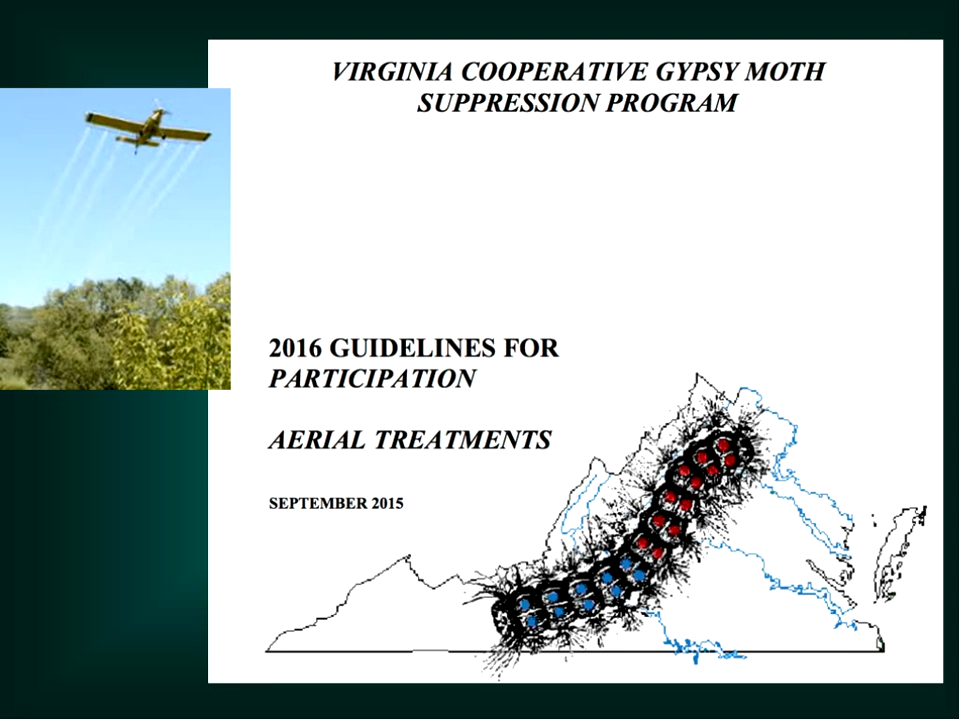 VIRGINIA COOPERATIVE GYPSY MOTH
SUPPRESSION PROGRAM
2016 GUIDELINES FOR
PARTICIPATION
AERIAL TREATMENTS
SEPTEMBER 2015